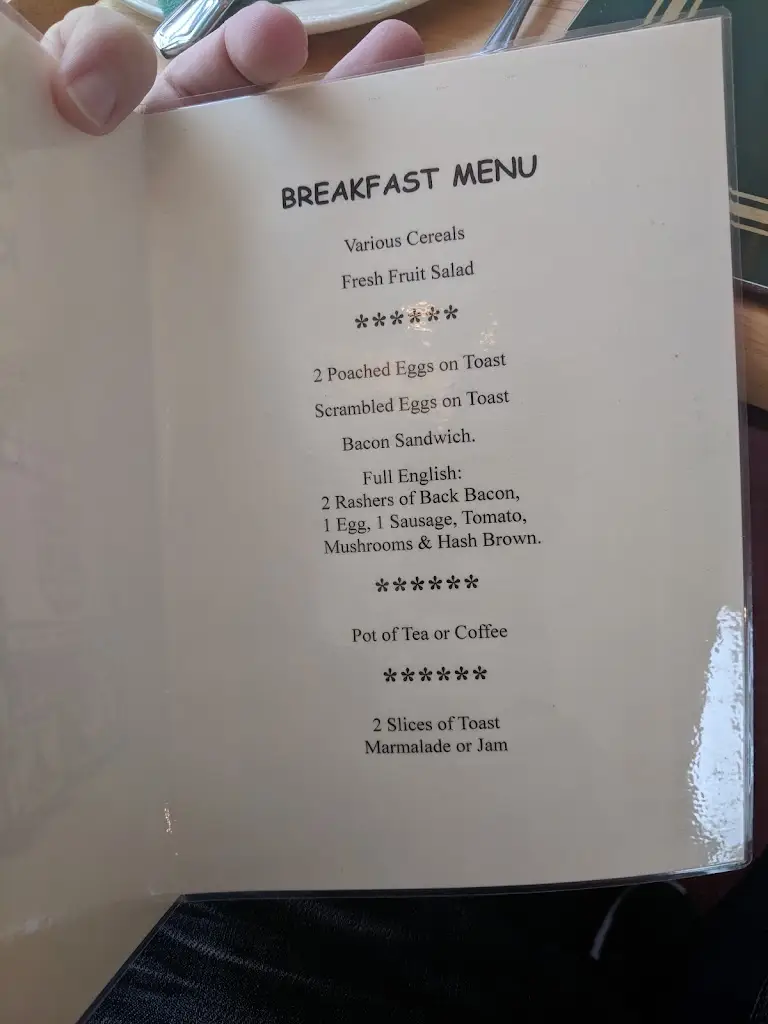 BREAKFAST MENU
Various Cereals
Fresh Fruit Salad
******
2 Poached Eggs on Toast
Scrambled Eggs on Toast
Bacon Sandwich.
Full English:
2 Rashers of Back Bacon,
1 Egg, 1 Sausage, Tomato,
Mushrooms & Hash Brown.
******
Pot of Tea or Coffee
******
2 Slices of Toast
Marmalade or Jam